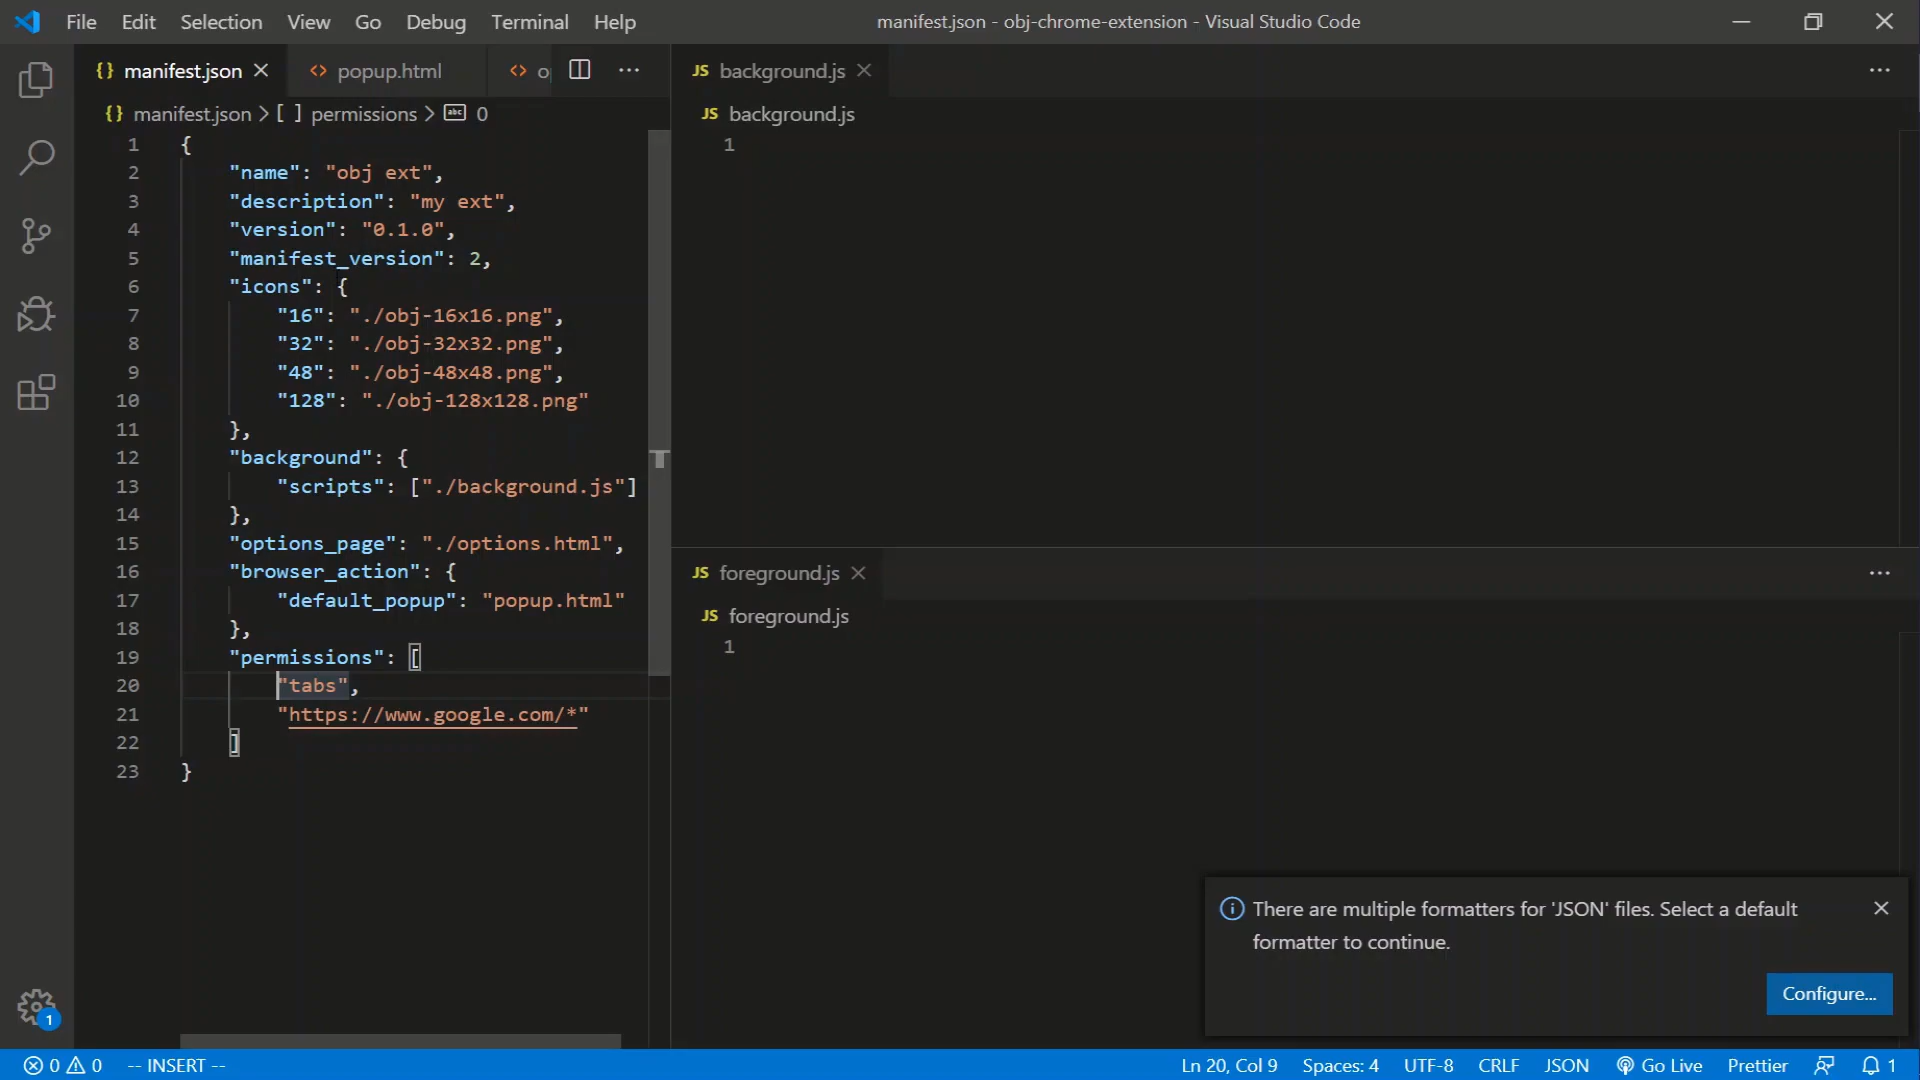 File Edit Selection View Go Debug Terminal Help manifest.json - obj-chrome-extension - Visual Studio Code
{} manifest.json <> popup.html <> o
{} manifest.json > [ ] permissions > abc 0
1 {
2 "name": "obj ext",
3 "description": "my ext",
4 "version": "0.1.0",
5 "manifest_version": 2,
6 "icons": {
7 "16": "./obj-16x16.png",
8 "32": "./obj-32x32.png",
9 "48": "./obj-48x48.png",
10 "128": "./obj-128x128.png"
11 },
12 "background": {
13 "scripts": ["./background.js"]
14 },
15 "options_page": "./options.html",
16 "browser_action": {
17 "default_popup": "popup.html"
18 },
19 "permissions": [
20 "tabs",
21 "https://www.google.com/*"
22 ]
23 }
JS background.js
JS background.js
1
JS foreground.js
JS foreground.js
1
There are multiple formatters for 'JSON' files. Select a default
formatter to continue.
Configure...
1
0 0 -- INSERT -- Ln 20, Col 9 Spaces: 4 UTF-8 CRLF JSON Go Live Prettier 1